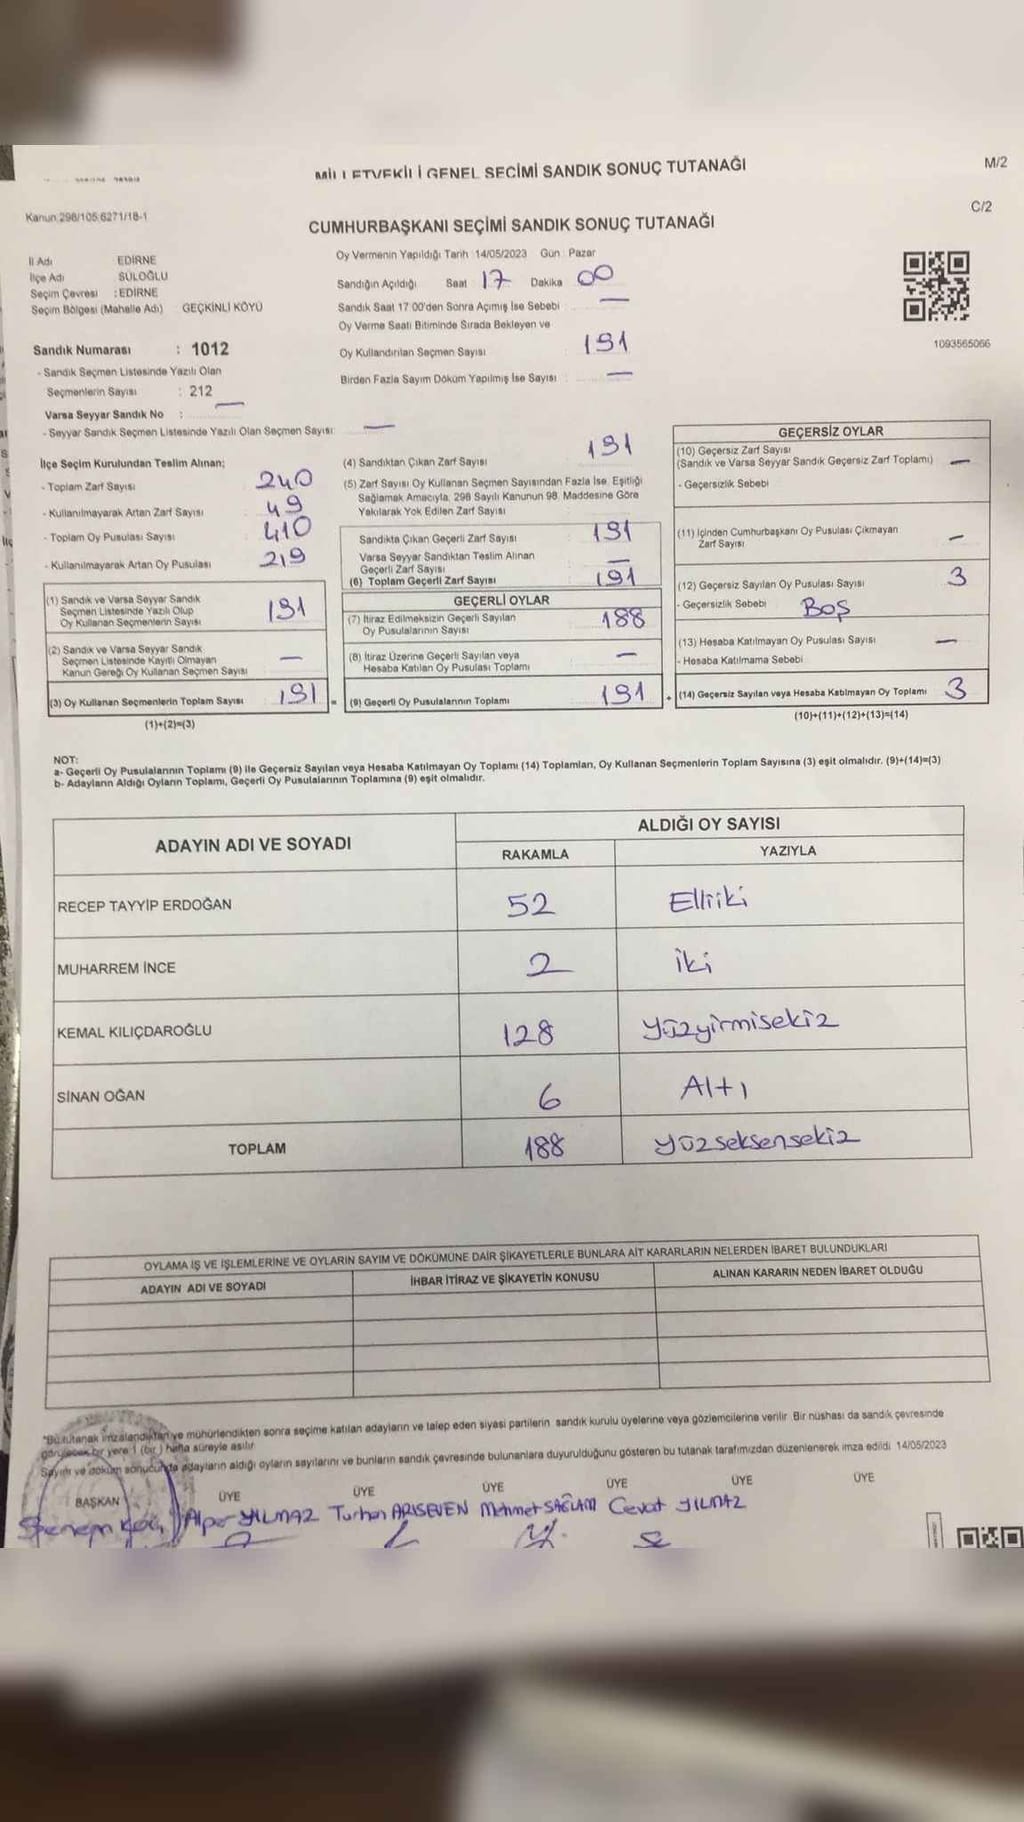 MİLLETVEKİLİ GENEL SEÇİMİ SANDIK SONUÇ TUTANAĞI
M/2
Kanun:298/105;6271/18-1
C/2
CUMHURBAŞKANI SEÇİMİ SANDIK SONUÇ TUTANAĞI
İl Adı EDİRNE
İlçe Adı SÜLOĞLU
Seçim Çevresi : EDİRNE
Seçim Bölgesi (Mahalle Adı) GEÇKİNLİ KÖYÜ
Sandık Numarası : 1012
- Sandık Seçmen Listesinde Yazılı Olan
Seçmenlerin Sayısı : 212
Varsa Seyyar Sandık No : —
- Seyyar Sandık Seçmen Listesinde Yazılı Olan Seçmen Sayısı: —
Oy Vermenin Yapıldığı Tarih 14/05/2023 Gün : Pazar
Sandığın Açıldığı Saat 17 Dakika 00
Sandık Saat 17:00'den Sonra Açımış İse Sebebi —
Oy Verme Saati Bitiminde Sırada Bekleyen ve
Oy Kullandırılan Seçmen Sayısı 191
Birden Fazla Sayım Döküm Yapılmış İse Sayısı —
1093565066
İlçe Seçim Kurulundan Teslim Alınan;
- Toplam Zarf Sayısı 240
- Kullanılmayarak Artan Zarf Sayısı 49
- Toplam Oy Pusulası Sayısı 410
- Kullanılmayarak Artan Oy Pusulası 219
(1) Sandık ve Varsa Seyyar Sandık
Seçmen Listesinde Yazılı Olup
Oy Kullanan Seçmenlerin Sayısı 191
(2) Sandık ve Varsa Seyyar Sandık
Seçmen Listesinde Kayıtlı Olmayan
Kanun Gereği Oy Kullanan Seçmen Sayısı —
(3) Oy Kullanan Seçmenlerin Toplam Sayısı 191 =
(1)+(2)=(3)
(4) Sandıktan Çıkan Zarf Sayısı 191
(5) Zarf Sayısı Oy Kullanan Seçmen Sayısından Fazla İse, Eşitliği
Sağlamak Amacıyla, 298 Sayılı Kanunun 98. Maddesine Göre
Yakılarak Yok Edilen Zarf Sayısı
Sandıkta Çıkan Geçerli Zarf Sayısı 191
Varsa Seyyar Sandıktan Teslim Alınan
Geçerli Zarf Sayısı —
(6) Toplam Geçerli Zarf Sayısı 191
GEÇERLİ OYLAR
(7) İtiraz Edilmeksizin Geçerli Sayılan
Oy Pusulalarının Sayısı 188
(8) İtiraz Üzerine Geçerli Sayılan veya
Hesaba Katılan Oy Pusulası Toplamı —
(9) Geçerli Oy Pusulalarının Toplamı 191 +
GEÇERSİZ OYLAR
(10) Geçersiz Zarf Sayısı
(Sandık ve Varsa Seyyar Sandık Geçersiz Zarf Toplamı) —
- Geçersizlik Sebebi
(11) İçinden Cumhurbaşkanı Oy Pusulası Çıkmayan
Zarf Sayısı —
(12) Geçersiz Sayılan Oy Pusulası Sayısı 3
- Geçersizlik Sebebi BOŞ
(13) Hesaba Katılmayan Oy Pusulası Sayısı —
- Hesaba Katılmama Sebebi
(14) Geçersiz Sayılan veya Hesaba Katılmayan Oy Toplamı 3
(10)+(11)+(12)+(13)=(14)
NOT:
a- Geçerli Oy Pusulalarının Toplamı (9) ile Geçersiz Sayılan veya Hesaba Katılmayan Oy Toplamı (14) Toplamları, Oy Kullanan Seçmenlerin Toplam Sayısına (3) eşit olmalıdır. (9)+(14)=(3)
b- Adayların Aldığı Oyların Toplamı, Geçerli Oy Pusulalarının Toplamına (9) eşit olmalıdır.
ADAYIN ADI VE SOYADI
ALDIĞI OY SAYISI
RAKAMLA YAZIYLA
RECEP TAYYİP ERDOĞAN 52 Elliiki
MUHARREM İNCE 2 iki
KEMAL KILIÇDAROĞLU 128 Yüzyirmisekiz
SİNAN OĞAN 6 Altı
TOPLAM 188 Yüzseksensekiz
OYLAMA İŞ VE İŞLEMLERİNE VE OYLARIN SAYIM VE DÖKÜMÜNE DAİR ŞİKAYETLERLE BUNLARA AİT KARARLARIN NELERDEN İBARET BULUNDUKLARI
ADAYIN ADI VE SOYADI İHBAR İTİRAZ VE ŞİKAYETİN KONUSU ALINAN KARARIN NEDEN İBARET OLDUĞU
"Bu tutanak imzalandıktan ve mühürlendikten sonra seçime katılan adayların ve talep eden siyasi partilerin sandık kurulu üyelerine veya gözlemcilerine verilir. Bir nüshası da sandık çevresinde
görülecek bir yere 1 (bir) hafta süreyle asılır.
Sayım ve döküm sonucunda adayların aldığı oyların sayılarını ve bunların sandık çevresinde bulunanlara duyurulduğunu gösteren bu tutanak tarafımızdan düzenlenerek imza edildi. 14/05/2023
BAŞKAN ÜYE ÜYE ÜYE ÜYE ÜYE ÜYE
Alper YILMAZ Turhan ARISEVEN Mehmet SAĞLAM Cevat YILMAZ